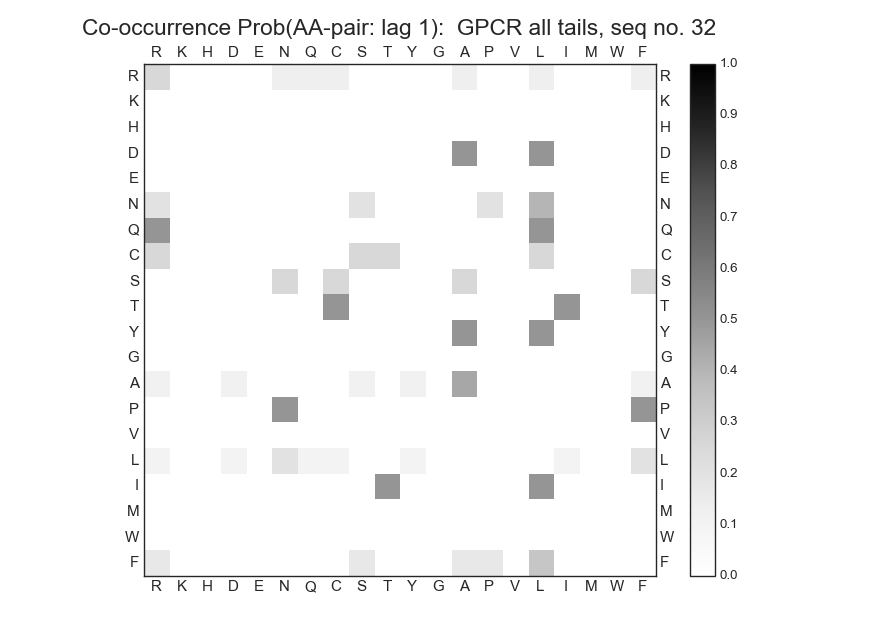 Co-occurrence Prob(AA-pair: lag 1):  GPCR all tails, seq no. 32
R K H D E N Q C S T Y G A P V L I M W F
R R
K K
H H
D D
E E
N N
Q Q
C C
S S
T T
Y Y
G G
A A
P P
V V
L L
I I
M M
W W
F F
R K H D E N Q C S T Y G A P V L I M W F
1.0
0.9
0.8
0.7
0.6
0.5
0.4
0.3
0.2
0.1
0.0